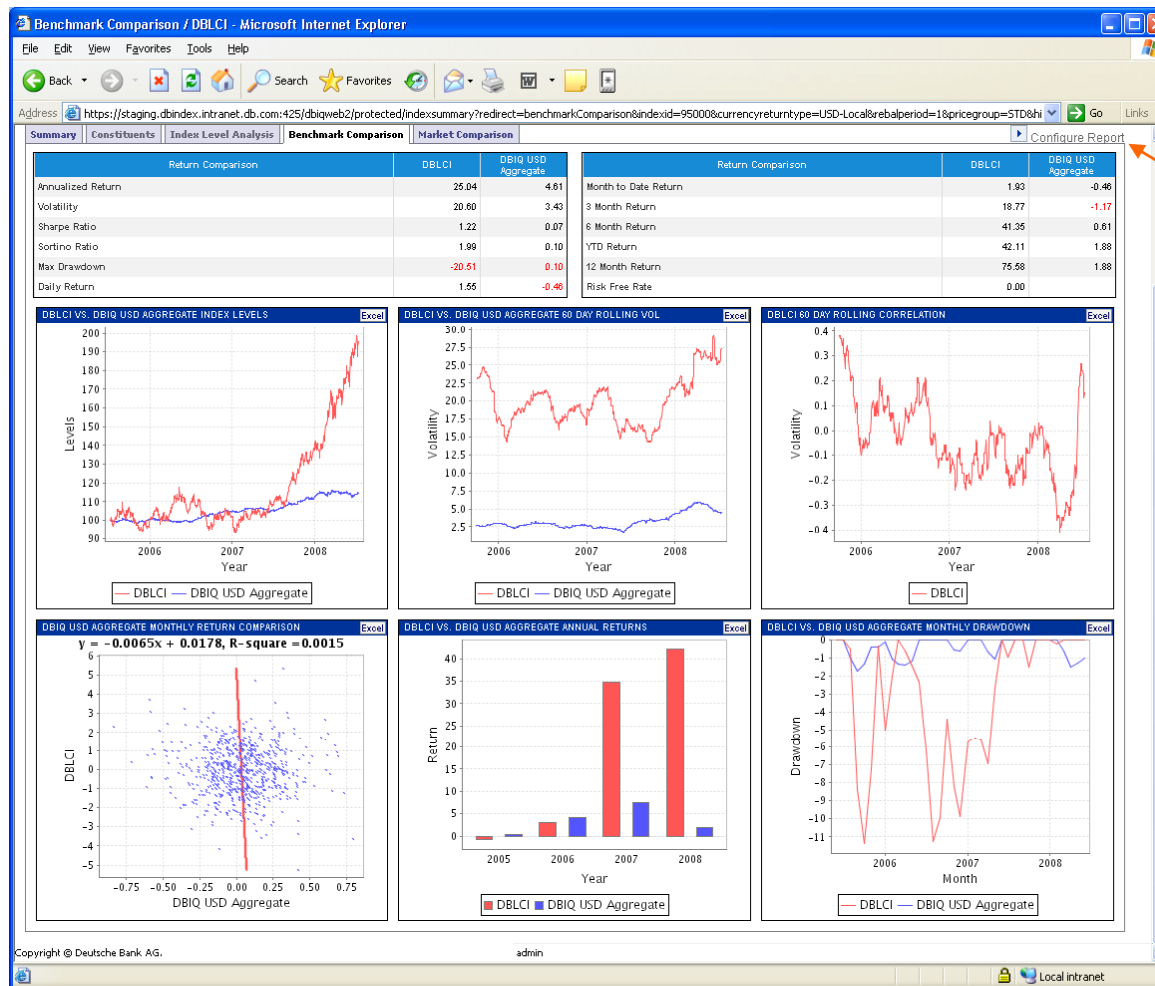 Benchmark Comparison / DBLCI - Microsoft Internet Explorer
File Edit View Favorites Tools Help
Back Search Favorites
Address https://staging.dbindex.intranet.db.com:425/dbiqweb2/protected/indexsummary?redirect=benchmarkComparison&indexid=95000&currencyreturntype=USD-Local&rebalperiod=1&pricegroup=STD&hi Go Links
Summary Constituents Index Level Analysis Benchmark Comparison Market Comparison Configure Report
Return Comparison DBLCI DBIQ USD Aggregate
Annualized Return 25.04 4.61
Volatility 20.60 3.43
Sharpe Ratio 1.22 0.07
Sortino Ratio 1.99 0.10
Max Drawdown -20.51 0.10
Daily Return 1.55 -0.46
Return Comparison DBLCI DBIQ USD Aggregate
Month to Date Return 1.93 -0.46
3 Month Return 18.77 -1.17
6 Month Return 41.35 0.61
YTD Return 42.11 1.88
12 Month Return 75.58 1.88
Risk Free Rate 0.00
DBLCI VS. DBIQ USD AGGREGATE INDEX LEVELS Excel
200
190
180
170
160
150
140
130
120
110
100
90
Levels
2006 2007 2008
Year
DBLCI DBIQ USD Aggregate
DBLCI VS. DBIQ USD AGGREGATE 60 DAY ROLLING VOL Excel
30.0
27.5
25.0
22.5
20.0
17.5
15.0
12.5
10.0
7.5
5.0
2.5
Volatility
2006 2007 2008
Year
DBLCI DBIQ USD Aggregate
DBLCI 60 DAY ROLLING CORRELATION Excel
0.4
0.3
0.2
0.1
0.0
-0.1
-0.2
-0.3
-0.4
Volatility
2006 2007 2008
Year
DBLCI
DBIQ USD AGGREGATE MONTHLY RETURN COMPARISON Excel
y = -0.0065x + 0.0178, R-square =0.0015
6
5
4
3
2
1
0
-1
-2
-3
-4
-5
DBLCI
-0.75 -0.50 -0.25 0.00 0.25 0.50 0.75
DBIQ USD Aggregate
DBLCI VS. DBIQ USD AGGREGATE ANNUAL RETURNS Excel
40
35
30
25
20
15
10
5
0
Return
2005 2006 2007 2008
Year
DBLCI DBIQ USD Aggregate
DBLCI VS. DBIQ USD AGGREGATE MONTHLY DRAWDOWN Excel
0
-1
-2
-3
-4
-5
-6
-7
-8
-9
-10
-11
Drawdown
2006 2007 2008
Month
DBLCI DBIQ USD Aggregate
Copyright © Deutsche Bank AG. admin
Local intranet